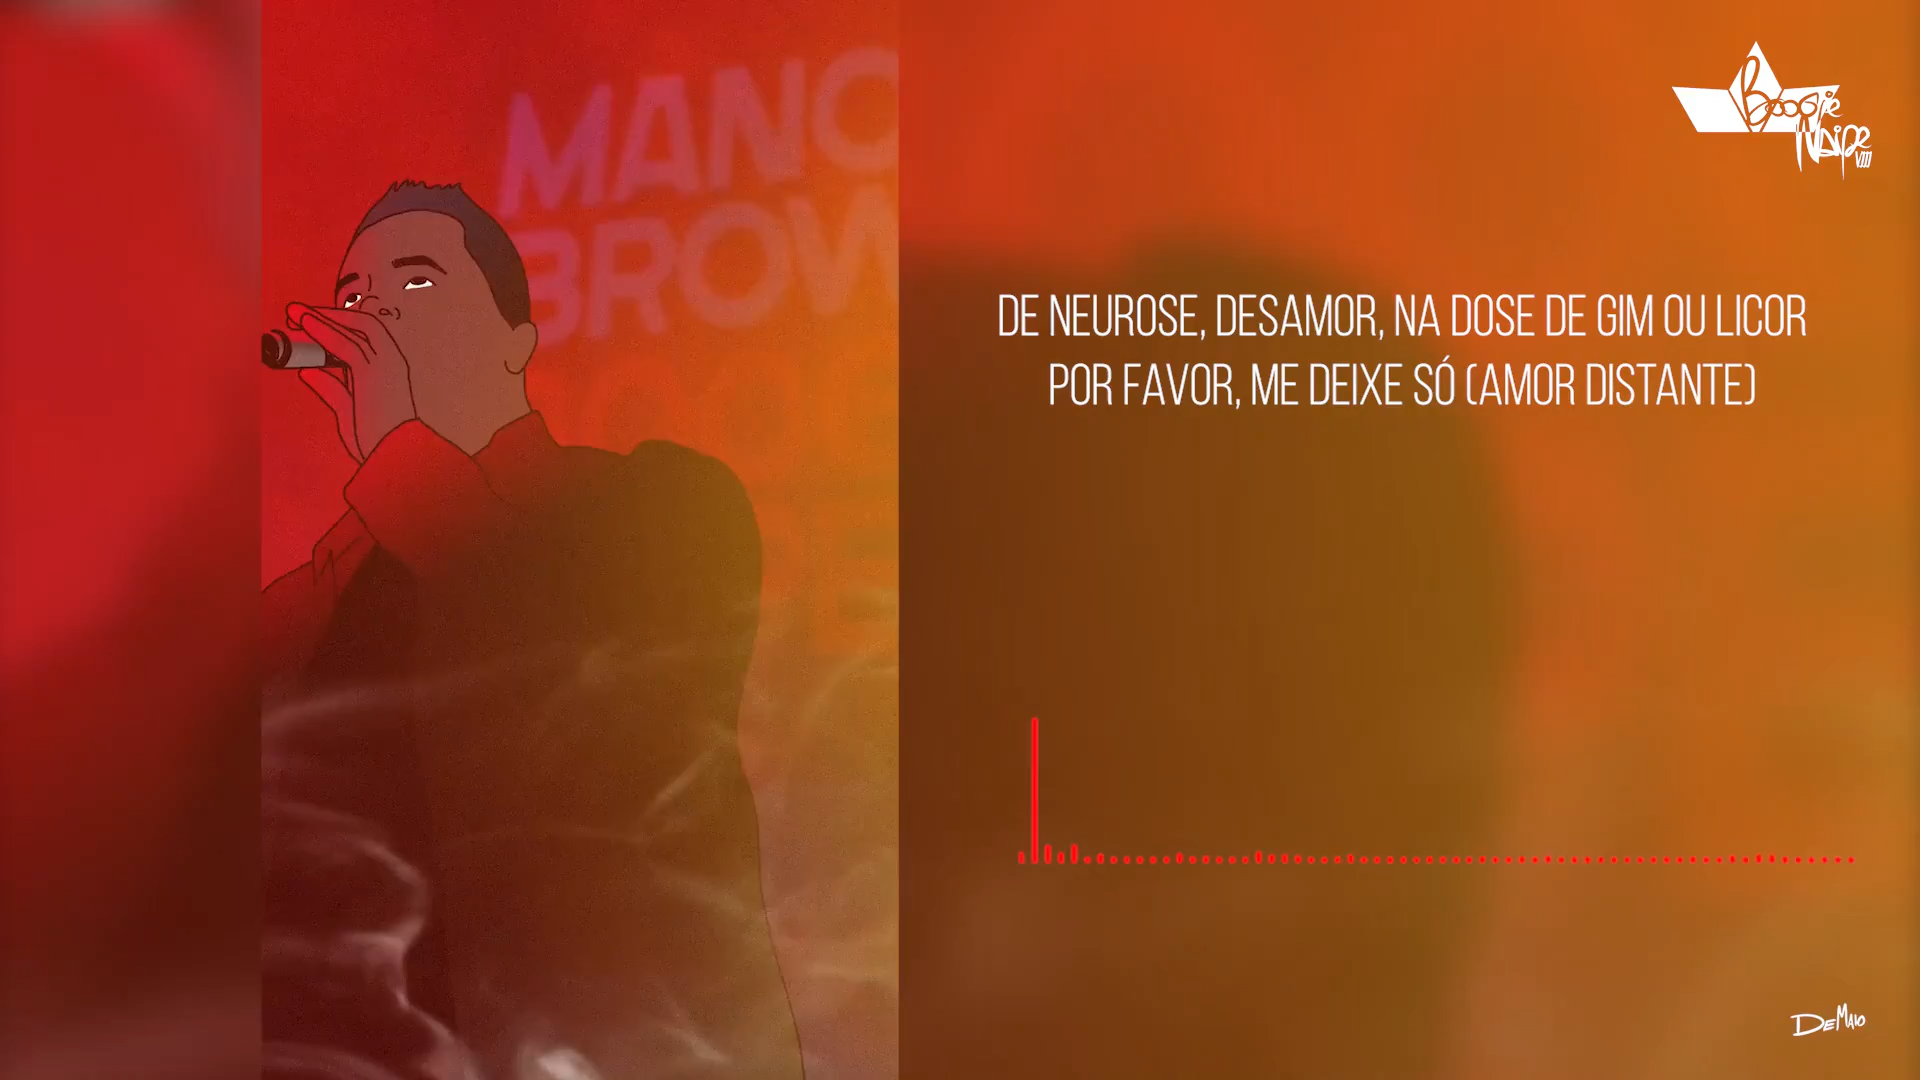 MANO
BROW
Boogie
Naipe
VIII
DE NEUROSE, DESAMOR, NA DOSE DE GIM OU LICOR
POR FAVOR, ME DEIXE SÓ (AMOR DISTANTE)
DEMAIO